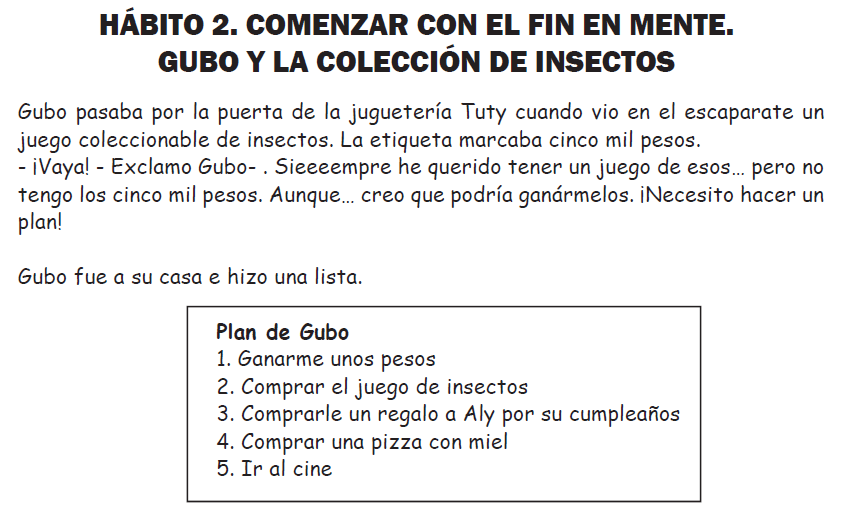 HÁBITO 2. COMENZAR CON EL FIN EN MENTE.
GUBO Y LA COLECCIÓN DE INSECTOS
Gubo pasaba por la puerta de la juguetería Tuty cuando vio en el escaparate un
juego coleccionable de insectos. La etiqueta marcaba cinco mil pesos.
- ¡Vaya! - Exclamo Gubo- . Sieeeempre he querido tener un juego de esos... pero no
tengo los cinco mil pesos. Aunque... creo que podría ganármelos. ¡Necesito hacer un
plan!
Gubo fue a su casa e hizo una lista.
Plan de Gubo
1. Ganarme unos pesos
2. Comprar el juego de insectos
3. Comprarle un regalo a Aly por su cumpleaños
4. Comprar una pizza con miel
5. Ir al cine